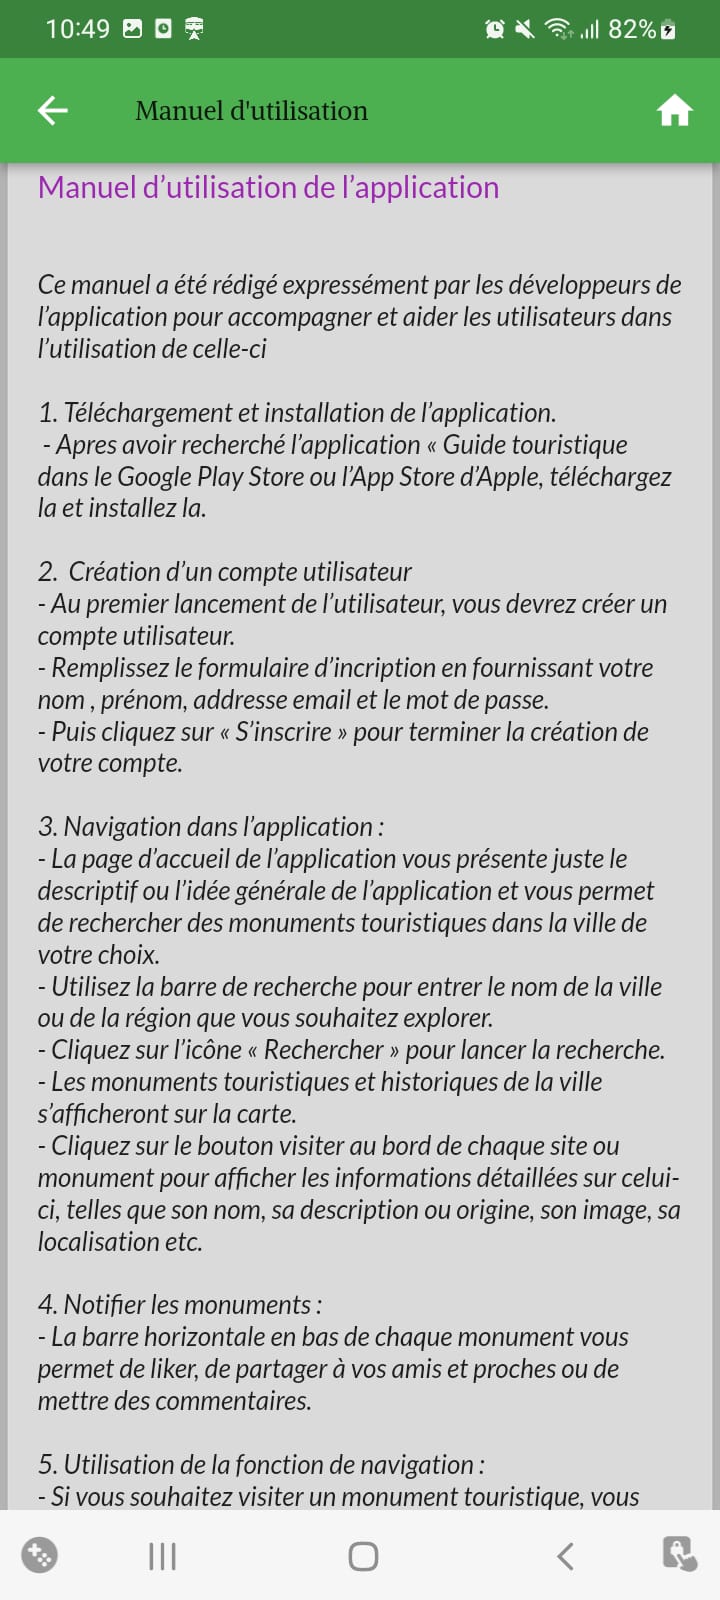 10:49
82%
Manuel d'utilisation
Manuel d’utilisation de l’application
Ce manuel a été rédigé expressément par les développeurs de
l’application pour accompagner et aider les utilisateurs dans
l’utilisation de celle-ci
1. Téléchargement et installation de l’application.
- Apres avoir recherché l’application « Guide touristique
dans le Google Play Store ou l’App Store d’Apple, téléchargez
la et installez la.
2.  Création d’un compte utilisateur
- Au premier lancement de l’utilisateur, vous devrez créer un
compte utilisateur.
- Remplissez le formulaire d’incription en fournissant votre
nom , prénom, addresse email et le mot de passe.
- Puis cliquez sur « S’inscrire » pour terminer la création de
votre compte.
3. Navigation dans l’application :
- La page d’accueil de l’application vous présente juste le
descriptif ou l’idée générale de l’application et vous permet
de rechercher des monuments touristiques dans la ville de
votre choix.
- Utilisez la barre de recherche pour entrer le nom de la ville
ou de la région que vous souhaitez explorer.
- Cliquez sur l’icône « Rechercher » pour lancer la recherche.
- Les monuments touristiques et historiques de la ville
s’afficheront sur la carte.
- Cliquez sur le bouton visiter au bord de chaque site ou
monument pour afficher les informations détaillées sur celui-
ci, telles que son nom, sa description ou origine, son image, sa
localisation etc.
4. Notifier les monuments :
- La barre horizontale en bas de chaque monument vous
permet de liker, de partager à vos amis et proches ou de
mettre des commentaires.
5. Utilisation de la fonction de navigation :
- Si vous souhaitez visiter un monument touristique, vous